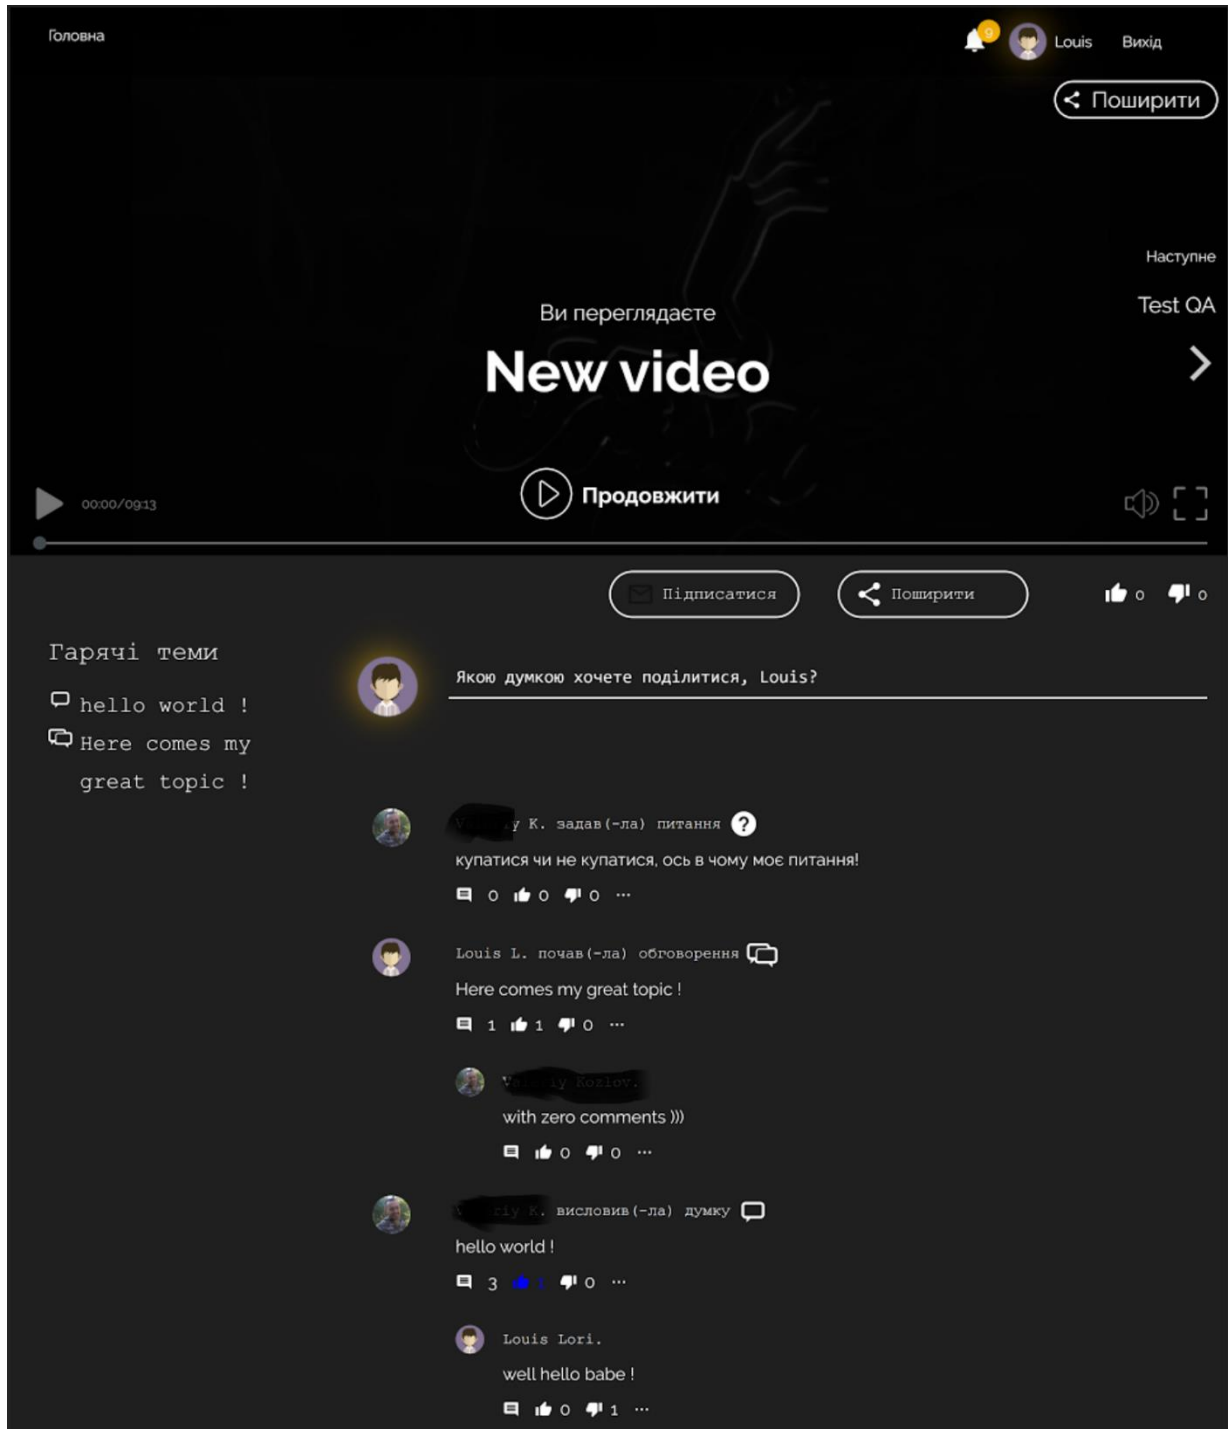 Головна
9
Louis
Вихід
Поширити
Наступне
Test QA
Ви переглядаєте
New video
Продовжити
00:00/09:13
Підписатися
Поширити
0
0
Гарячі теми
hello world !
Here comes my
great topic !
Якою думкою хочете поділитися, Louis?
К. задав(-ла) питання ?
купатися чи не купатися, ось в чому моє питання!
0 0 0 ...
Louis L. почав(-ла) обговорення
Here comes my great topic !
1 1 0 ...
Kozlov.
with zero comments )))
0 0 ...
К. висловив(-ла) думку
hello world !
3 1 0 ...
Louis Lori.
well hello babe !
0 1 ...